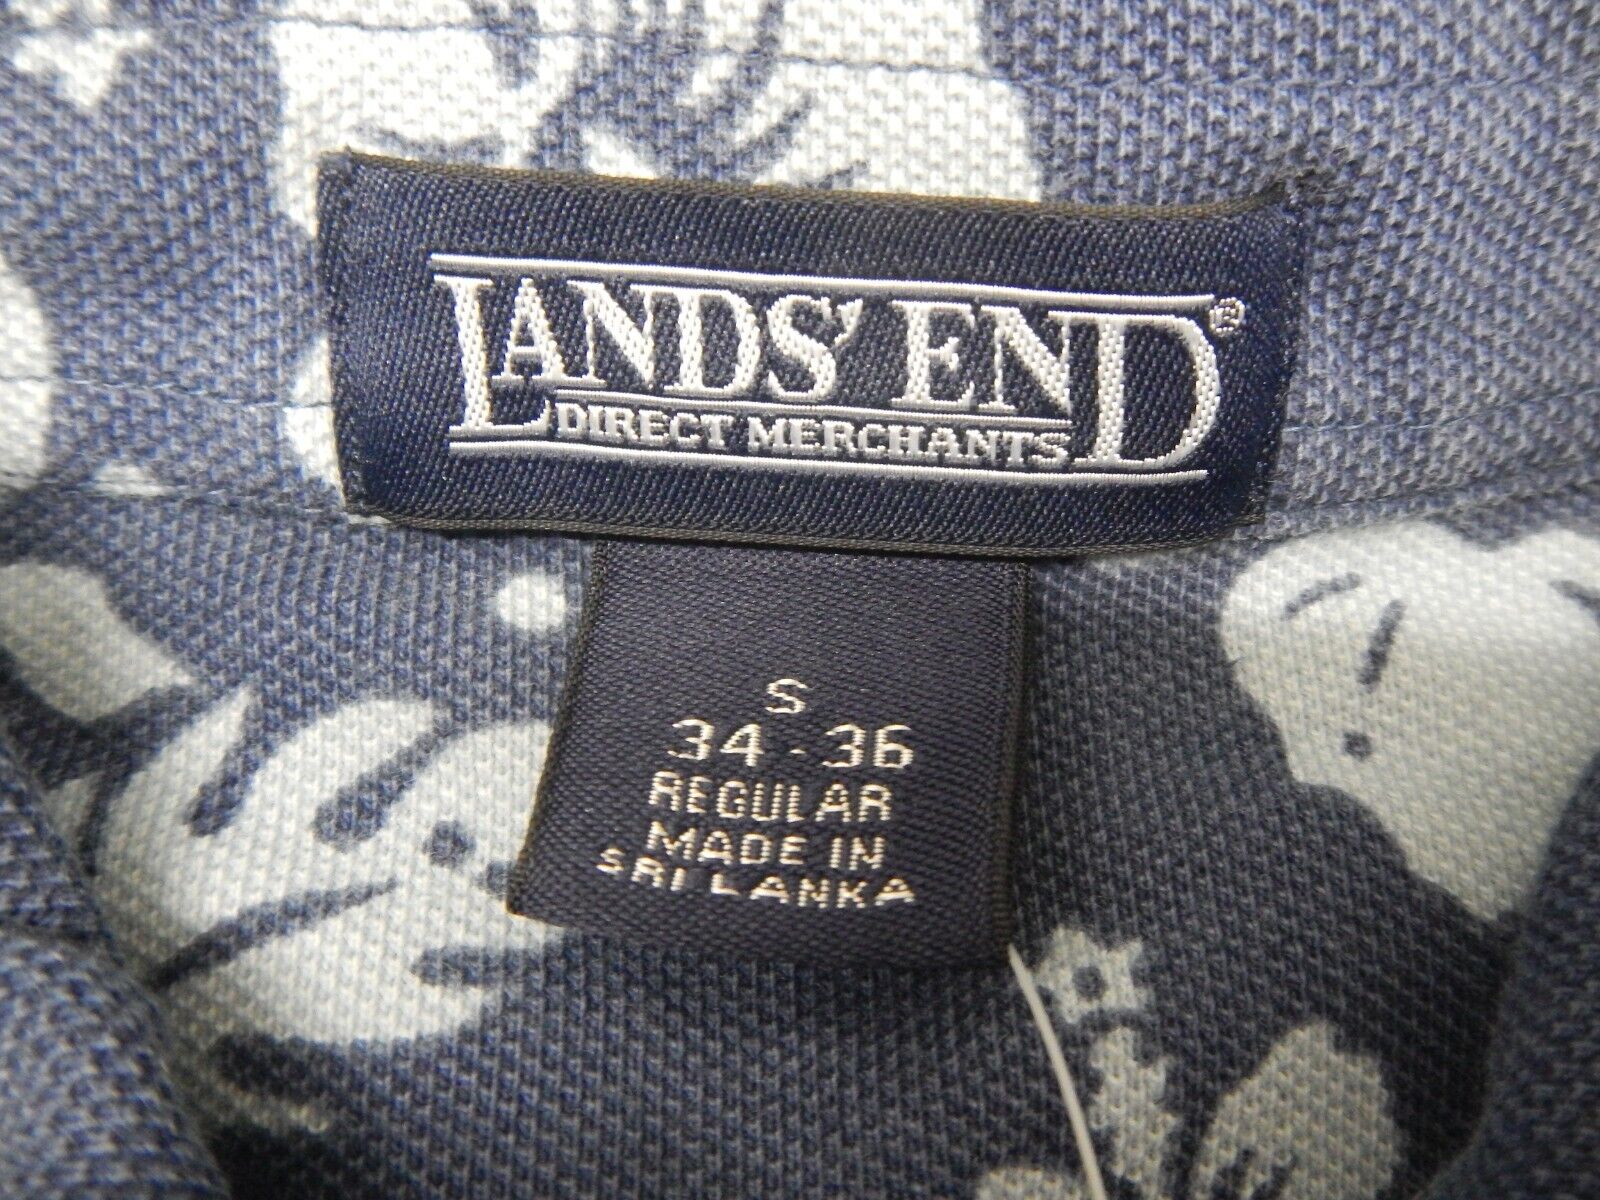 LANDS' END®
DIRECT MERCHANTS
S
34-36
REGULAR
MADE IN
SRI LANKA